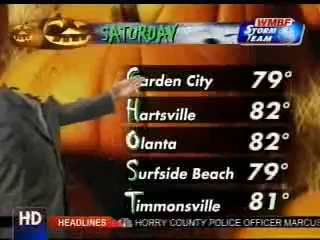 SATURDAY
WMBF
STORM
TEAM
Garden City 79°
Hartsville 82°
Olanta 82°
Surfside Beach 79°
Timmonsville 81°
HD HEADLINES HORRY COUNTY POLICE OFFICER MARCUS